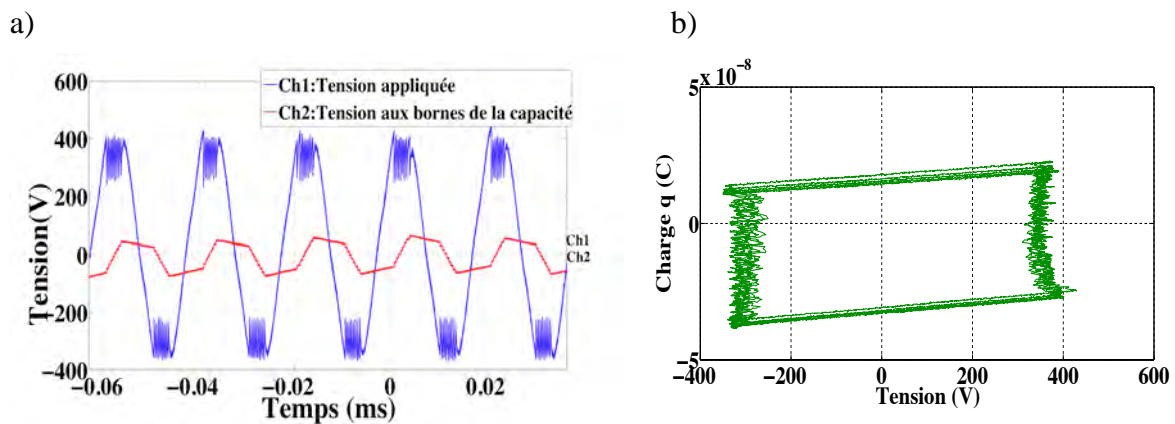 a)
600
400
200
0
−200
−400
Tension(V)
Ch1:Tension appliquée
Ch2:Tension aux bornes de la capacité
Ch1
Ch2
−0.06
−0.04
−0.02
0
0.02
Temps (ms)
b)
5
x 10
−8
0
−5
Charge q (C)
−400
−200
0
200
400
600
Tension (V)